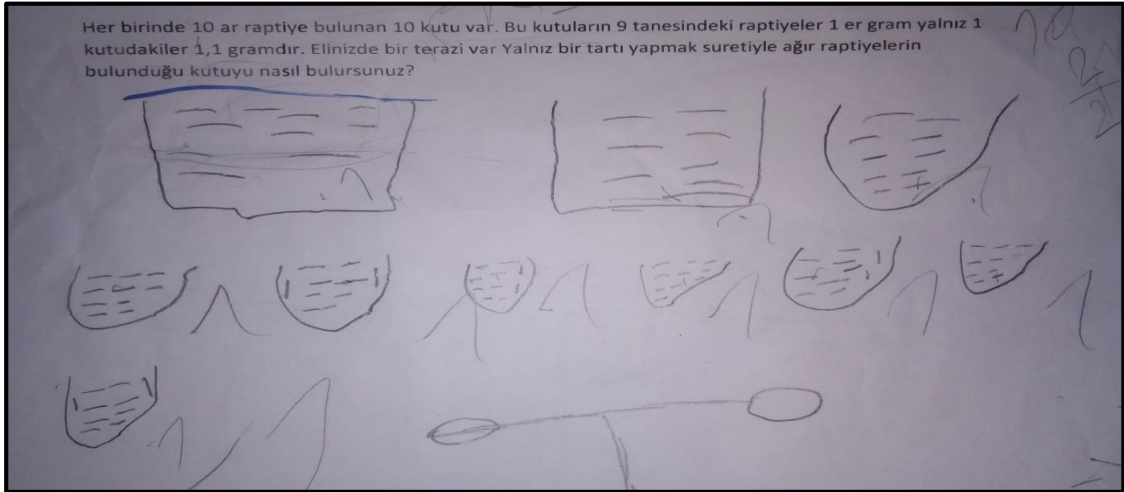 Her birinde 10 ar raptiye bulunan 10 kutu var. Bu kutuların 9 tanesindeki raptiyeler 1 er gram yalnız 1
kutudakiler 1,1 gramdır. Elinizde bir terazi var Yalnız bir tartı yapmak suretiyle ağır raptiyelerin
bulunduğu kutuyu nasıl bulursunuz?